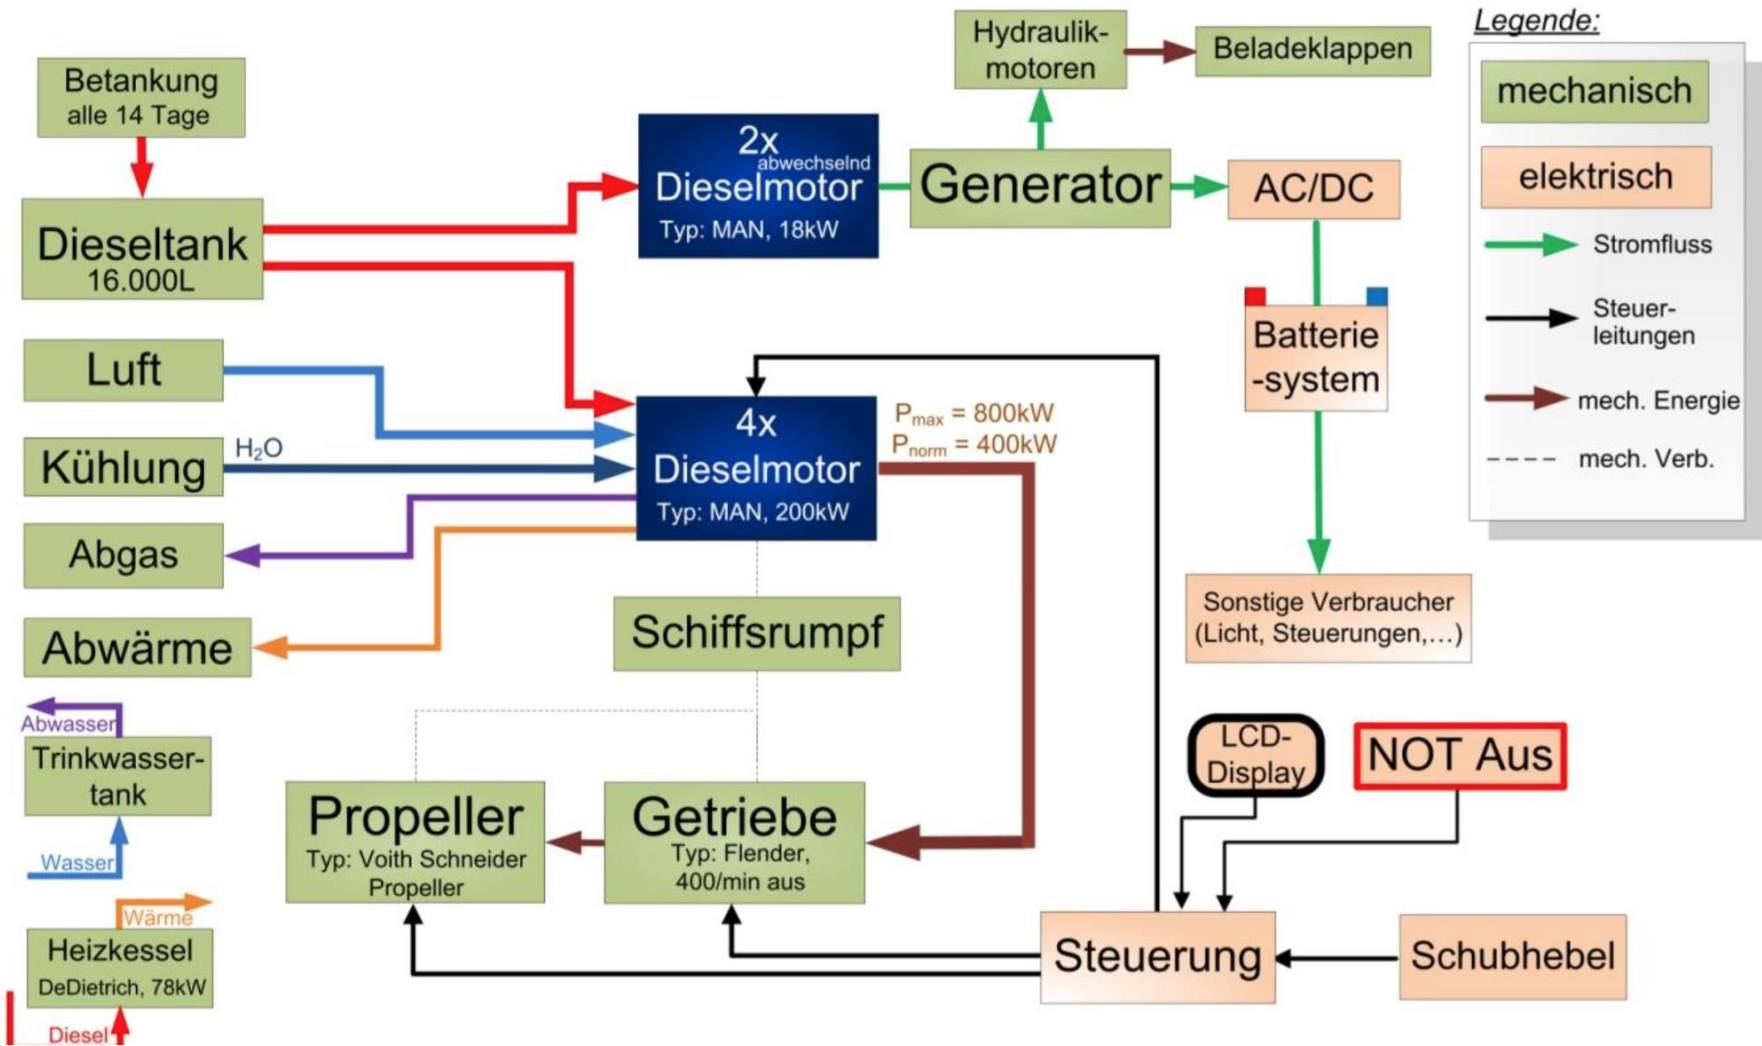 Betankung
alle 14 Tage
Dieseltank
16.000L
Luft
Kühlung
H₂O
Abgas
Abwärme
Abwasser
Trinkwasser-
tank
Wasser
Wärme
Heizkessel
DeDietrich, 78kW
Diesel
2x
abwechselnd
Dieselmotor
Typ: MAN, 18kW
Generator
Hydraulik-
motoren
Beladeklappen
AC/DC
Batterie
-system
Sonstige Verbraucher
(Licht, Steuerungen,...)
4x
Dieselmotor
Typ: MAN, 200kW
Pmax = 800kW
Pnorm = 400kW
Schiffsrumpf
Propeller
Typ: Voith Schneider
Propeller
Getriebe
Typ: Flender,
400/min aus
LCD-
Display
NOT Aus
Steuerung
Schubhebel
Legende:
mechanisch
elektrisch
Stromfluss
Steuer-
leitungen
mech. Energie
mech. Verb.